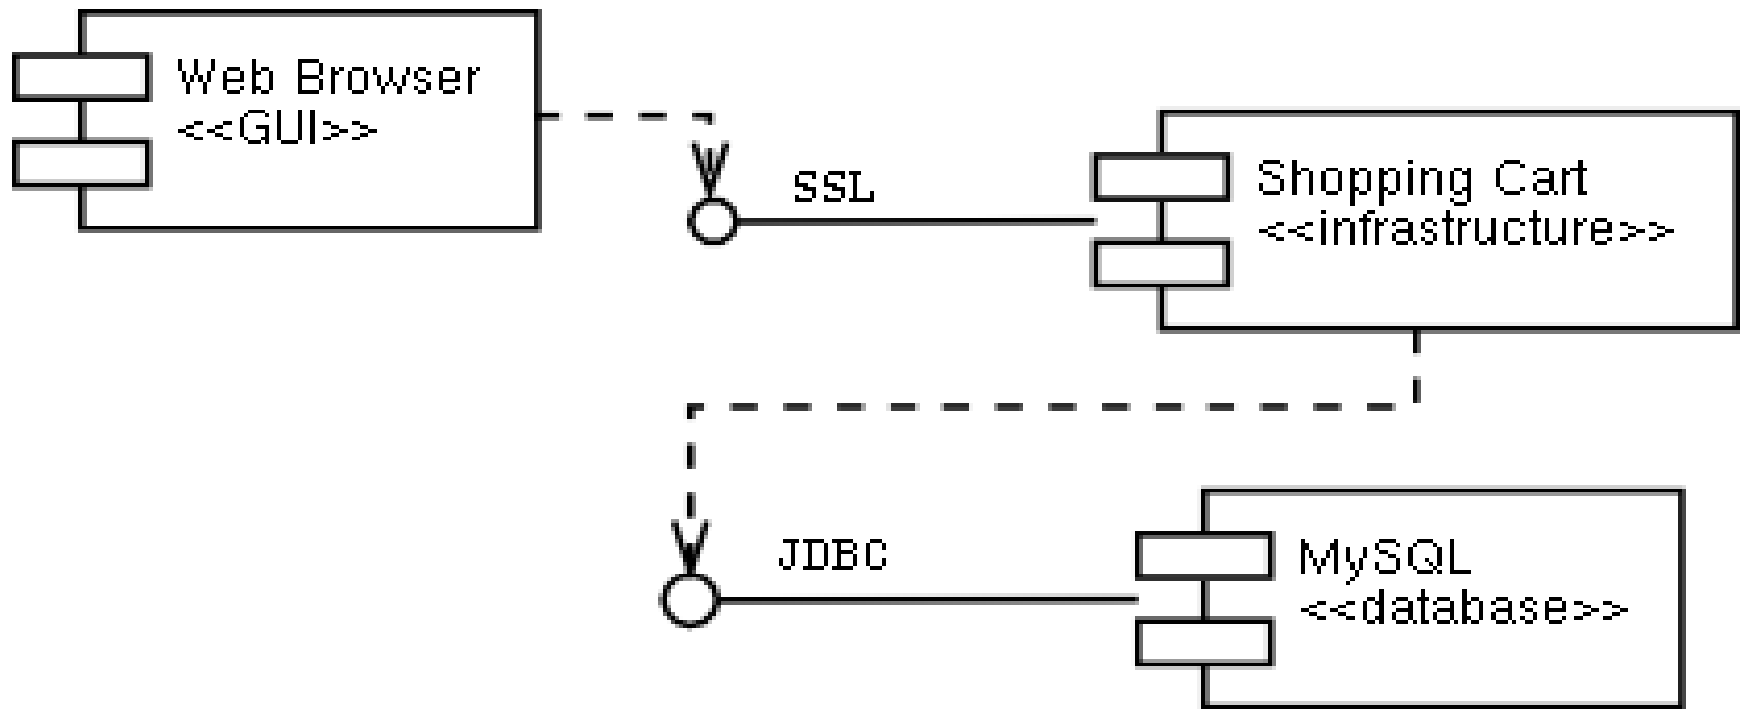 Web Browser
<<GUI>>
SSL
Shopping Cart
<<infrastructure>>
JDBC
MySQL
<<database>>